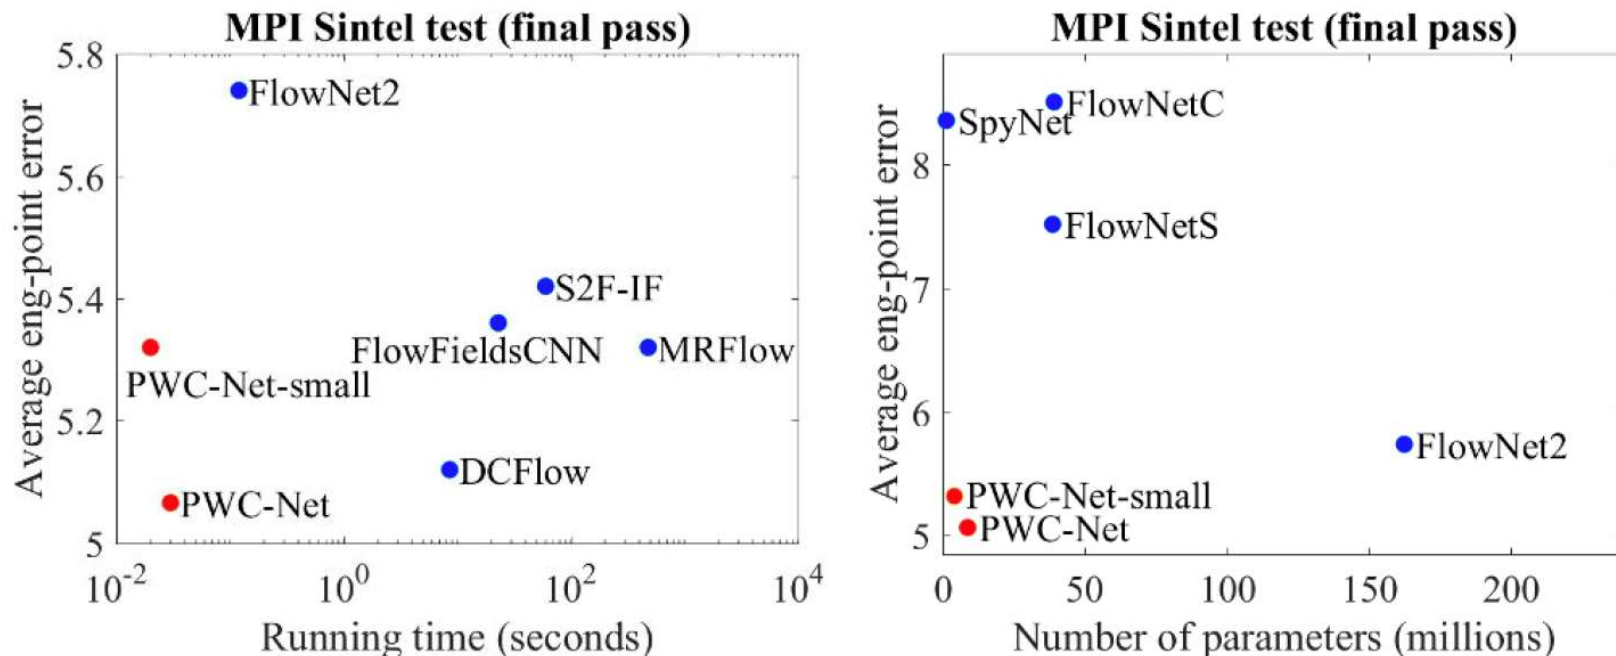 MPI Sintel test (final pass)
5.8
5.6
5.4
5.2
5
Average eng-point error
FlowNet2
S2F-IF
FlowFieldsCNN
MRFlow
PWC-Net-small
DCFlow
PWC-Net
10^-2
10^0
10^2
10^4
Running time (seconds)
MPI Sintel test (final pass)
8
7
6
5
Average eng-point error
FlowNetC
SpyNet
FlowNetS
FlowNet2
PWC-Net-small
PWC-Net
0
50
100
150
200
Number of parameters (millions)